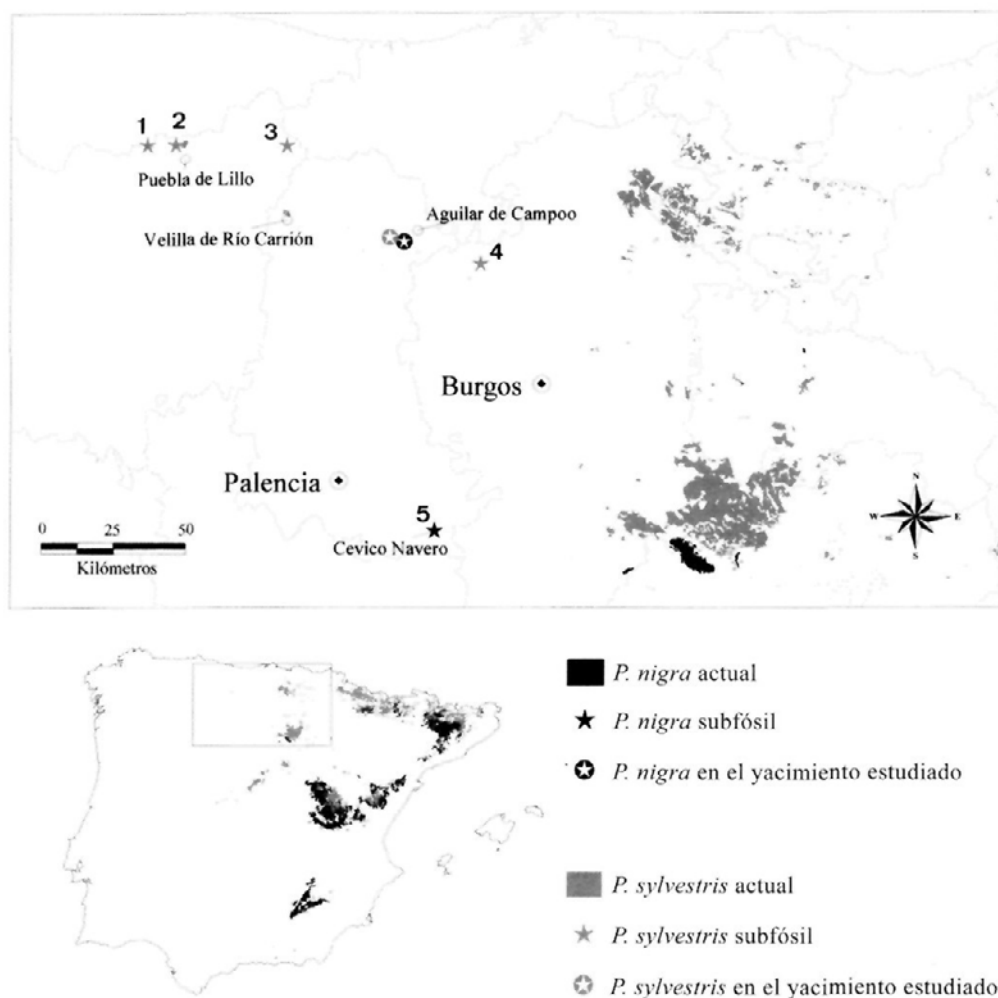 1 2 3
Puebla de Lillo
Velilla de Río Carrión
Aguilar de Campoo
4
Burgos
Palencia
5
Cevico Navero
0 25 50
Kilómetros
N
W E
S
P. nigra actual
P. nigra subfósil
P. nigra en el yacimiento estudiado
P. sylvestris actual
P. sylvestris subfósil
P. sylvestris en el yacimiento estudiado